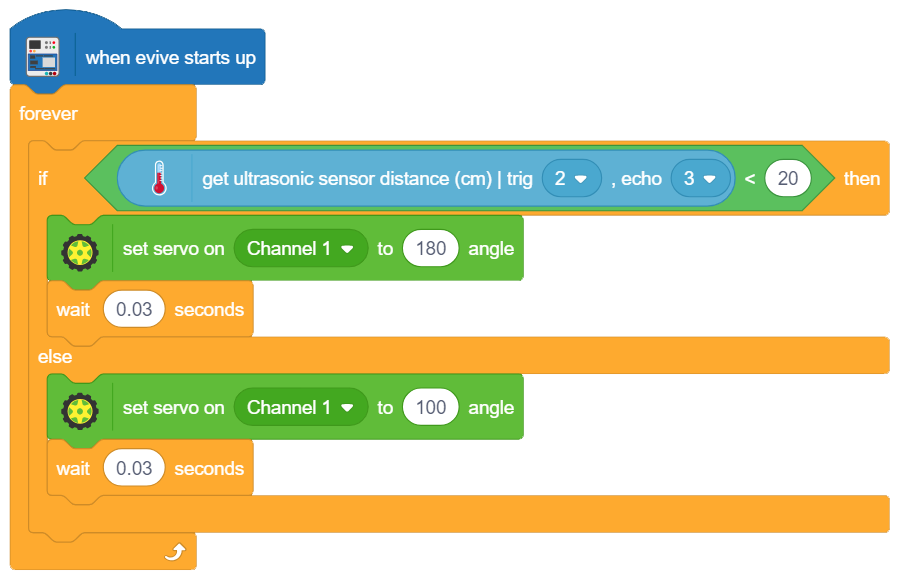 when evive starts up
forever
if get ultrasonic sensor distance (cm) | trig 2 , echo 3 < 20 then
set servo on Channel 1 to 180 angle
wait 0.03 seconds
else
set servo on Channel 1 to 100 angle
wait 0.03 seconds